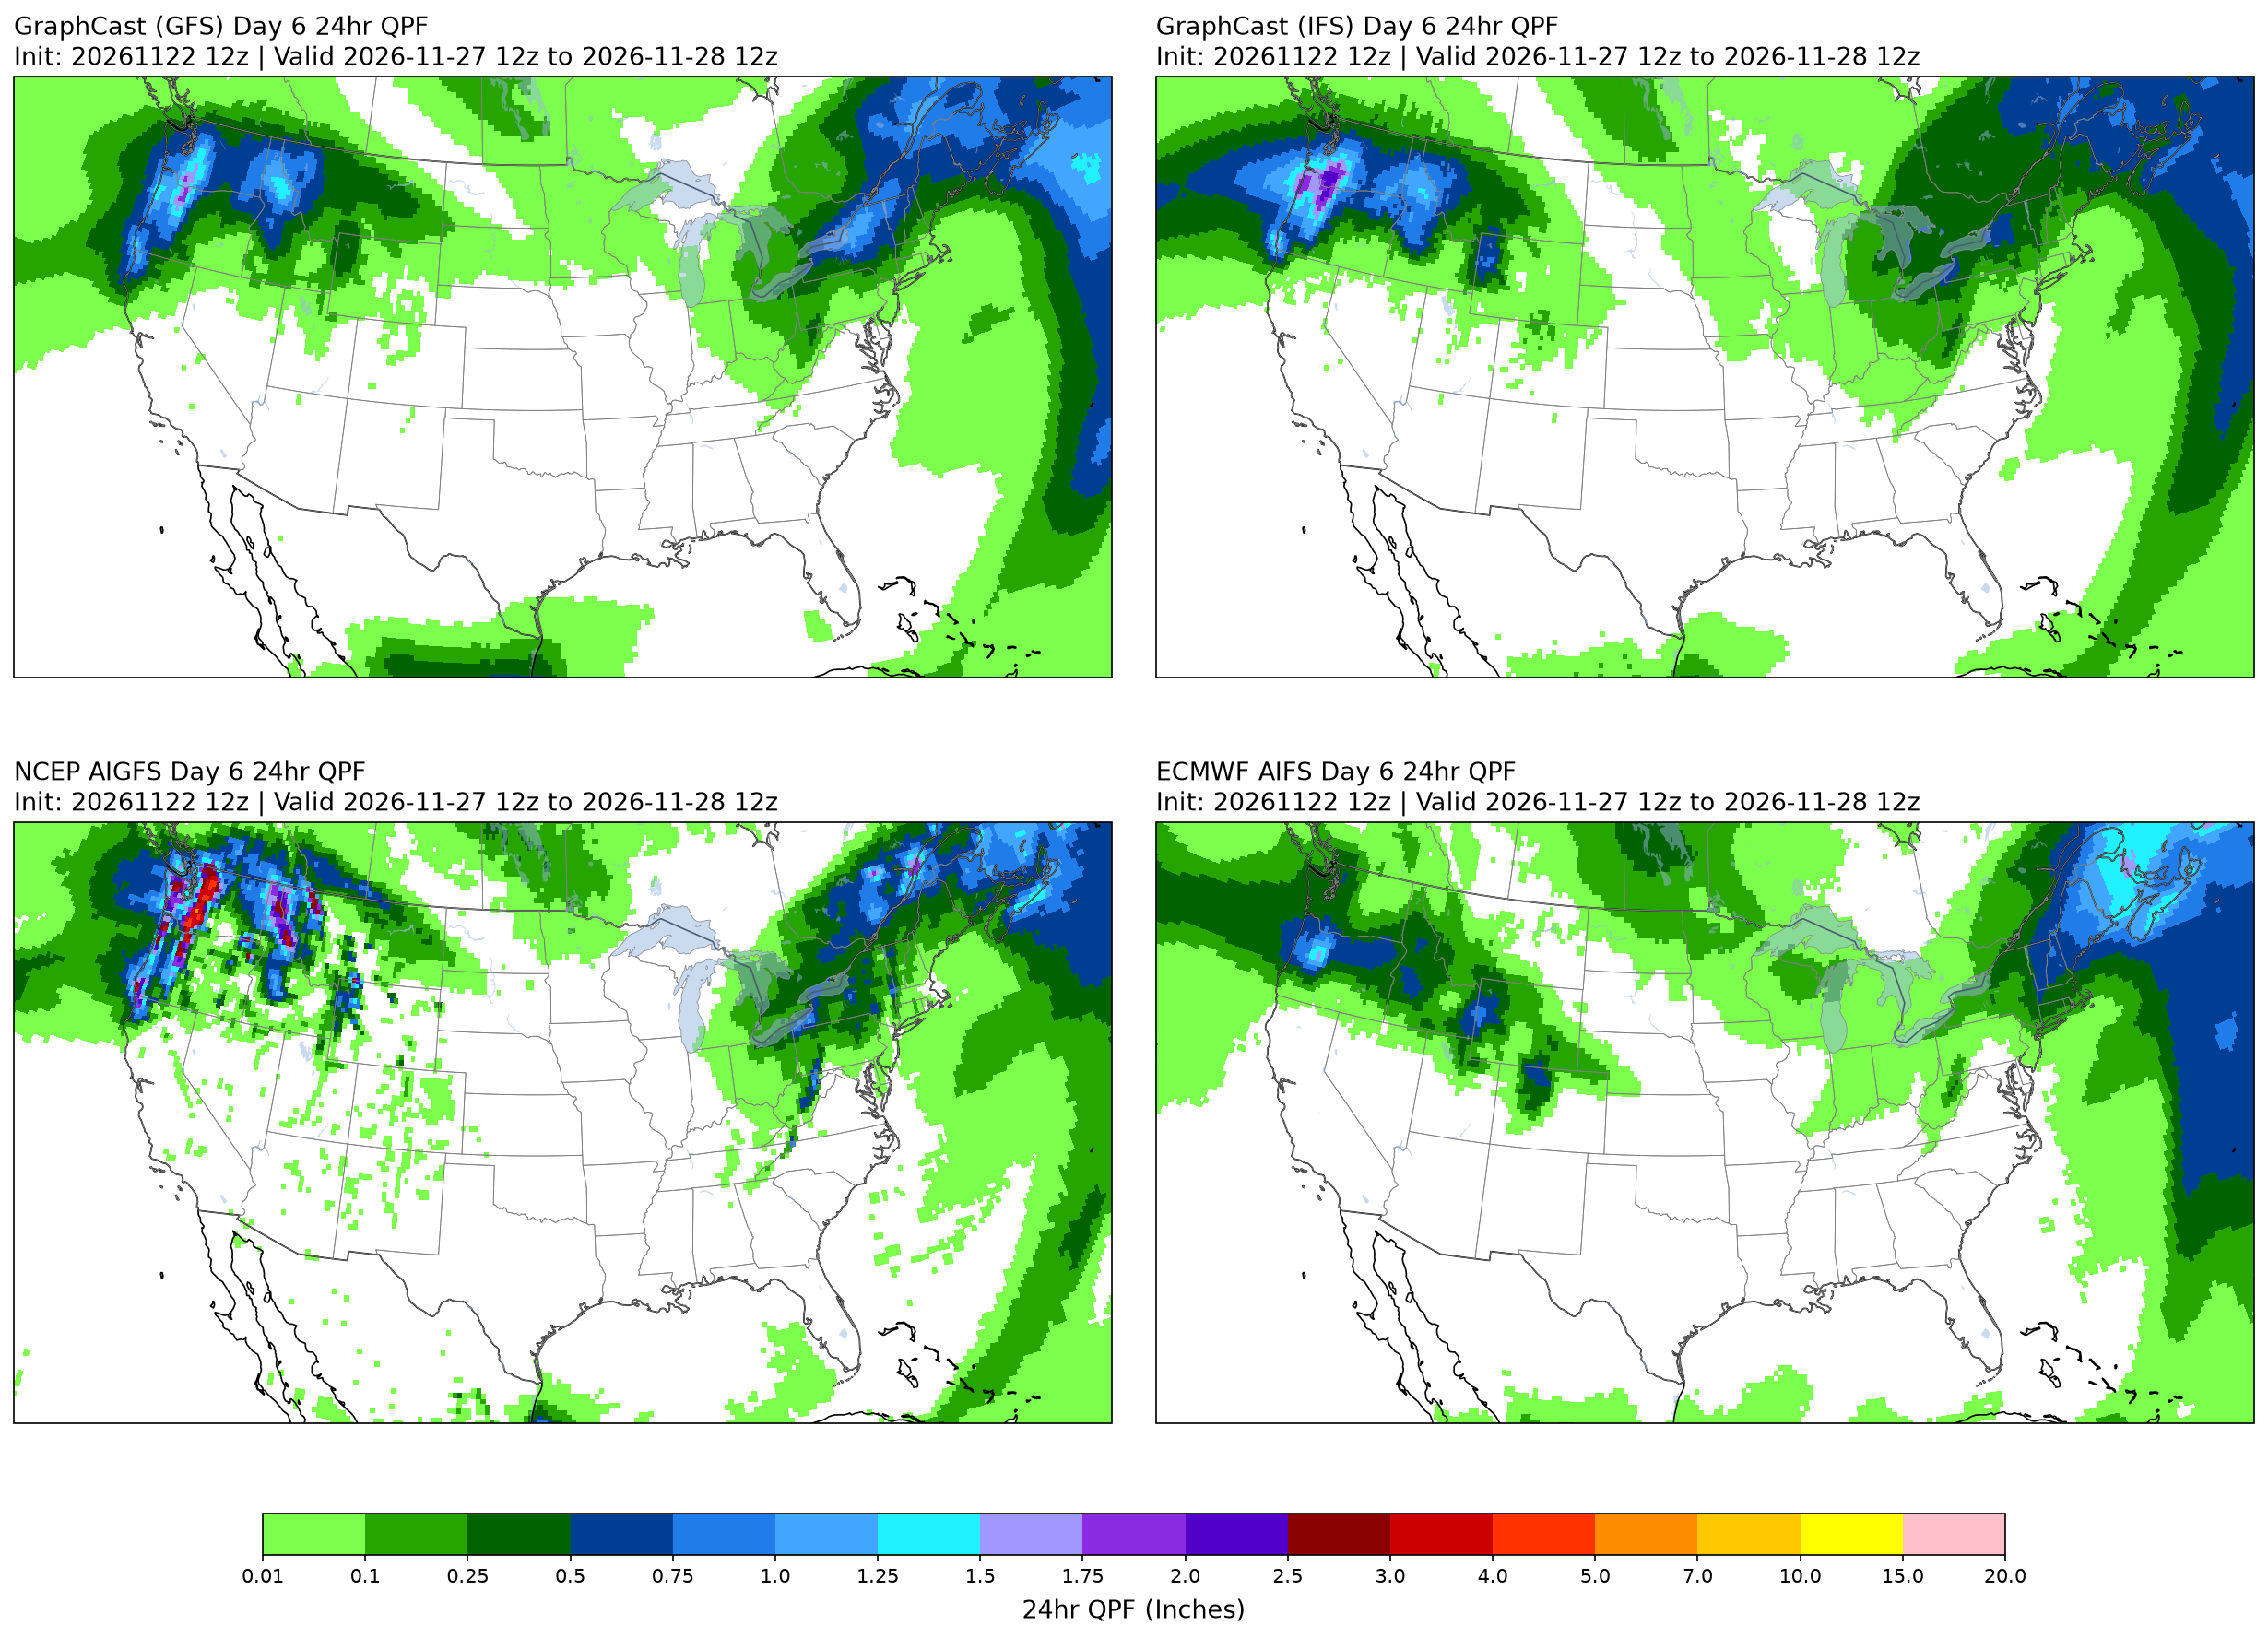 GraphCast (GFS) Day 6 24hr QPF
Init: 20261122 12z | Valid 2026-11-27 12z to 2026-11-28 12z
GraphCast (IFS) Day 6 24hr QPF
Init: 20261122 12z | Valid 2026-11-27 12z to 2026-11-28 12z
NCEP AIGFS Day 6 24hr QPF
Init: 20261122 12z | Valid 2026-11-27 12z to 2026-11-28 12z
ECMWF AIFS Day 6 24hr QPF
Init: 20261122 12z | Valid 2026-11-27 12z to 2026-11-28 12z
0.01 0.1 0.25 0.5 0.75 1.0 1.25 1.5 1.75 2.0 2.5 3.0 4.0 5.0 7.0 10.0 15.0 20.0
24hr QPF (Inches)